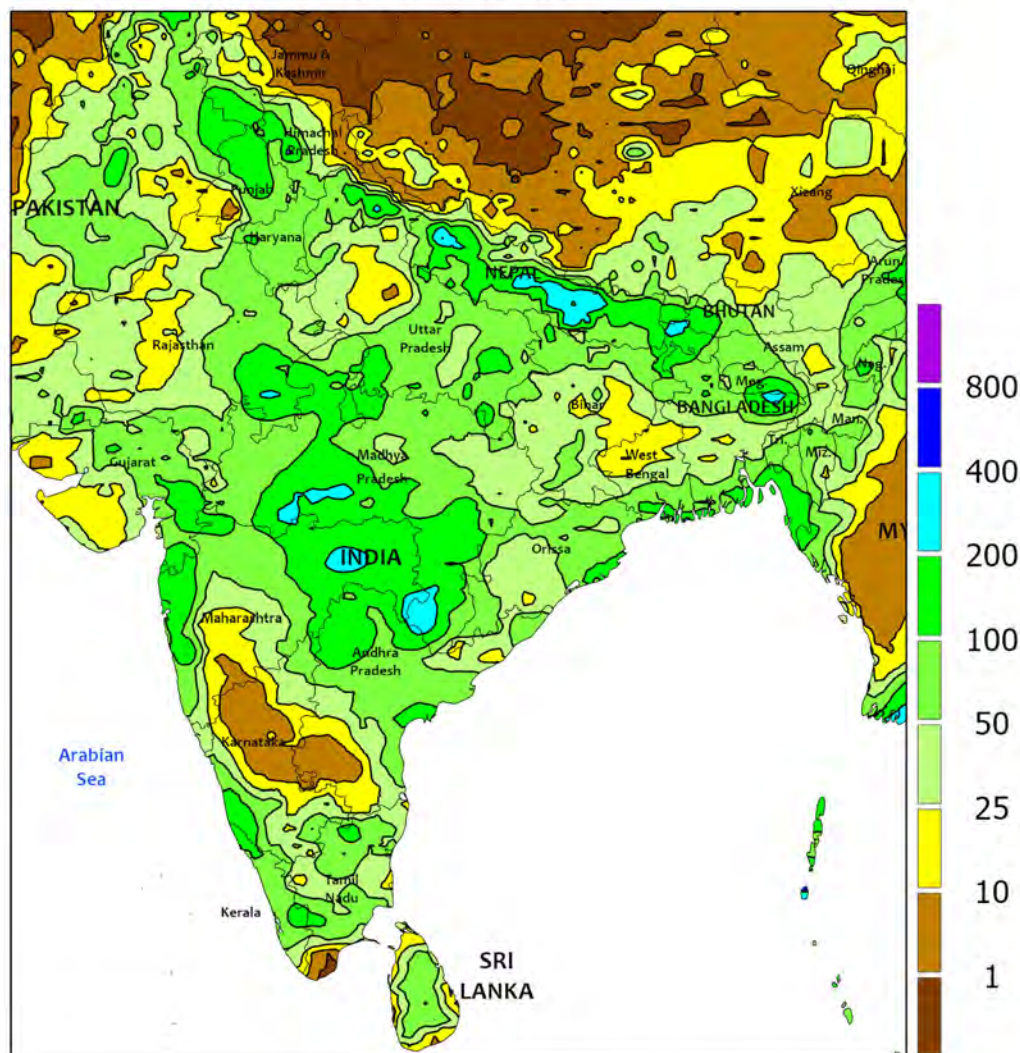 Jammu &
Kashmir
Qinghai
Himachal
Pradesh
Punjab
Xizang
PAKISTAN
Haryana
Arun.
Pradesh
NEPAL
BHUTAN
Uttar
Pradesh
Rajasthan
Assam
Nag.
Meg.
Bihar
BANGLADESH
Man.
Tri.
Miz.
Gujarat
Madhya
Pradesh
West
Bengal
MY
INDIA
Orissa
Maharashtra
Andhra
Pradesh
Karnataka
Arabian
Sea
Tamil
Nadu
Kerala
SRI
LANKA
800
400
200
100
50
25
10
1